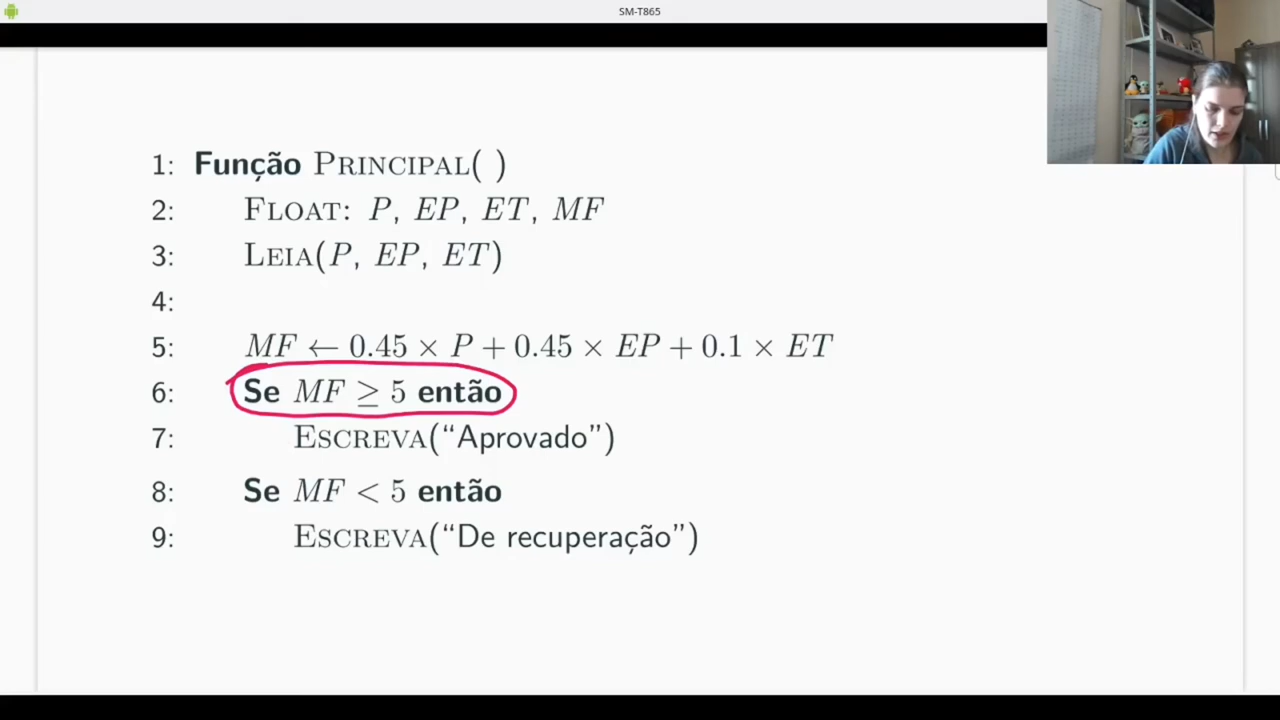 SM-T865
1: Função Principal( )
2: Float: P, EP, ET, MF
3: Leia(P, EP, ET)
4:
5: MF ← 0.45 × P + 0.45 × EP + 0.1 × ET
6: Se MF ≥ 5 então
7: Escreva(“Aprovado”)
8: Se MF < 5 então
9: Escreva(“De recuperação”)